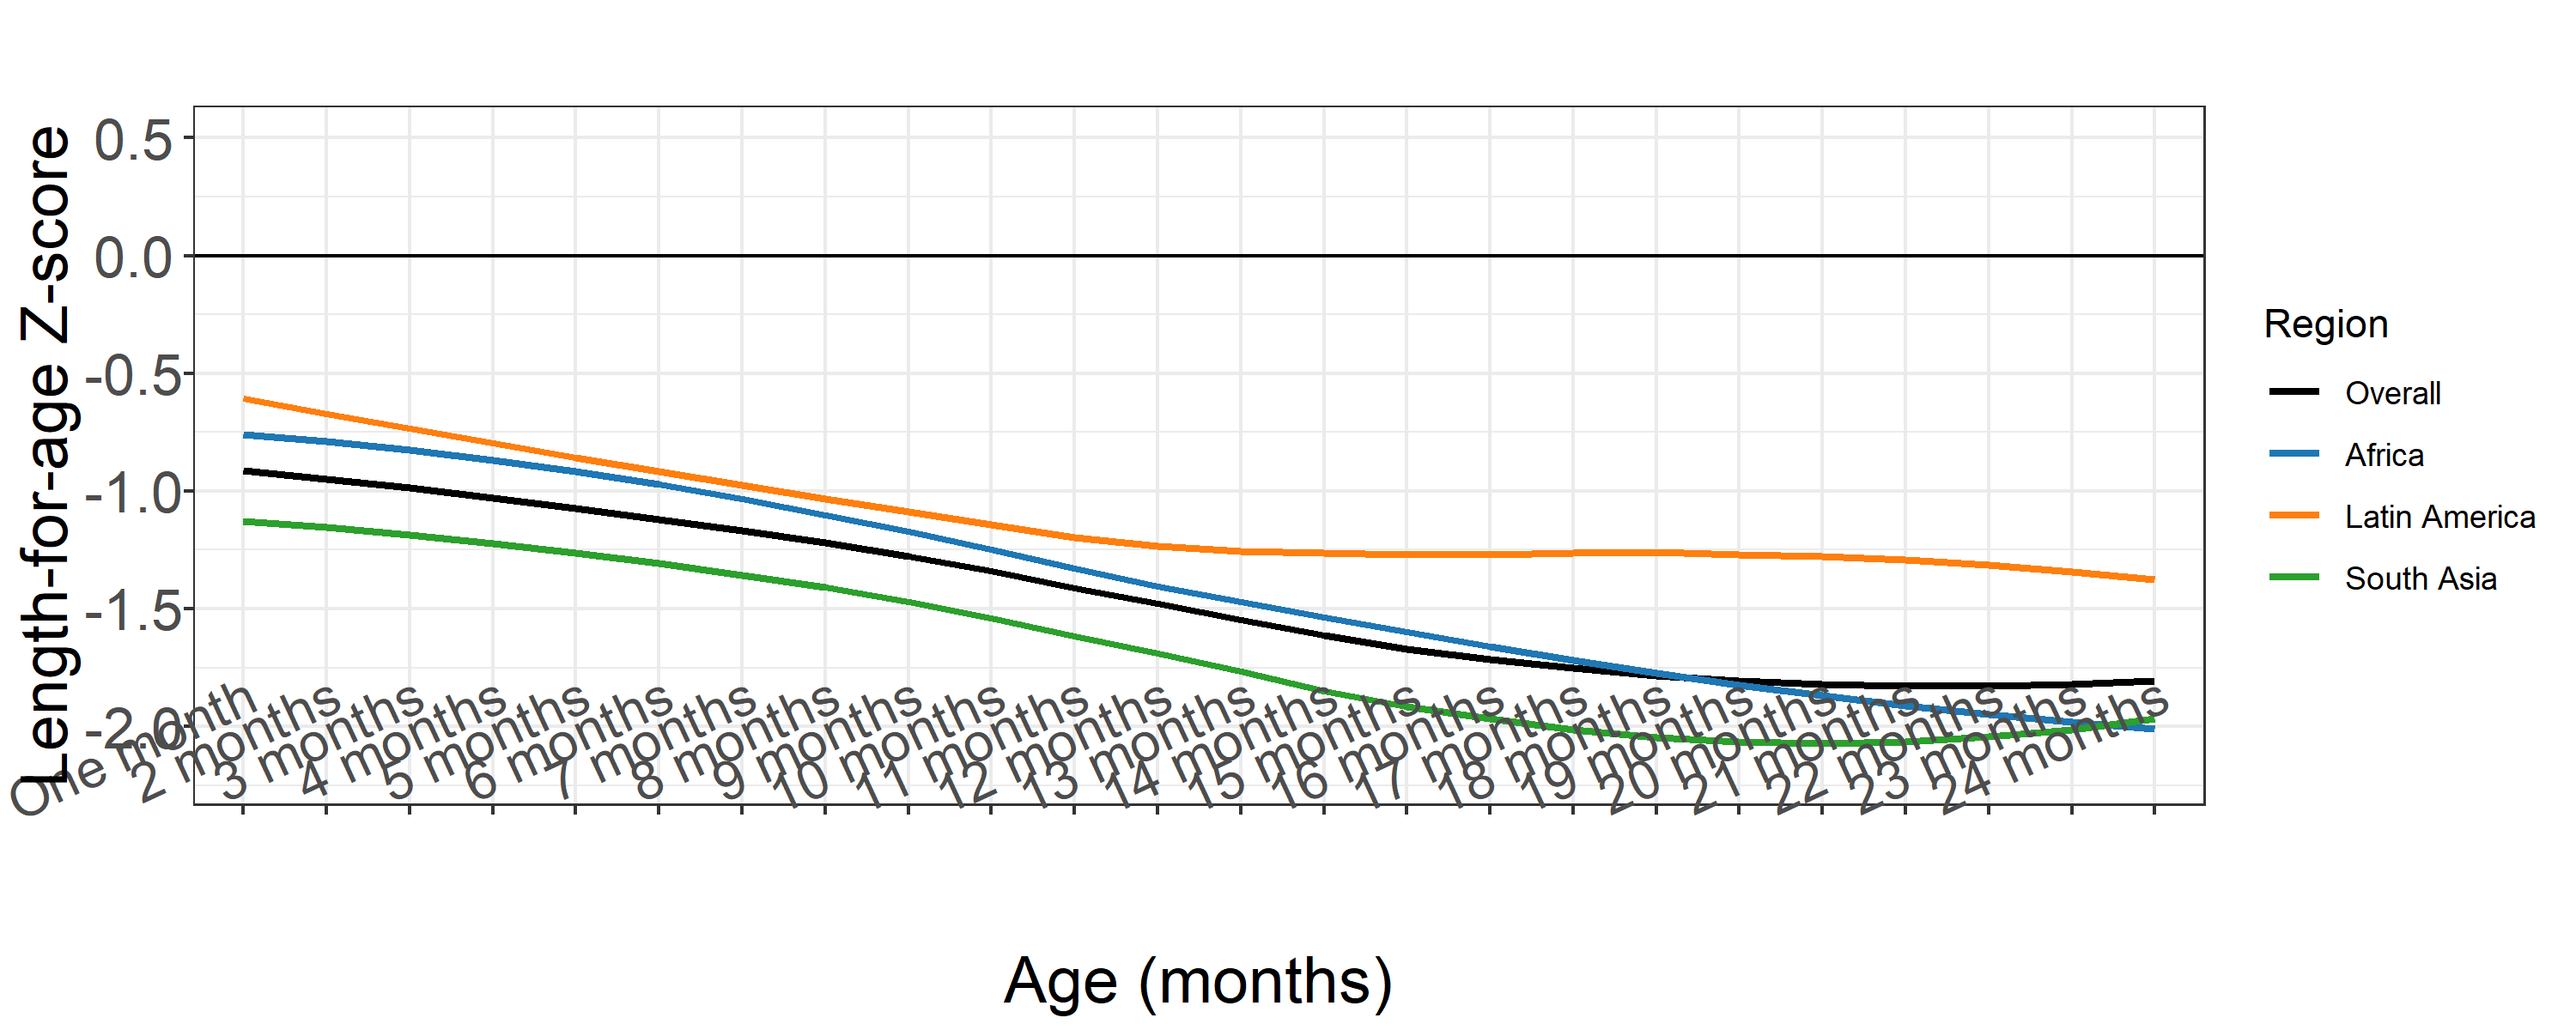 Length-for-age Z-score
0.5
0.0
-0.5
-1.0
-1.5
-2.0
One month
2 months
3 months
4 months
5 months
6 months
7 months
8 months
9 months
10 months
11 months
12 months
13 months
14 months
15 months
16 months
17 months
18 months
19 months
20 months
21 months
22 months
23 months
24 months
Age (months)
Region
Overall
Africa
Latin America
South Asia